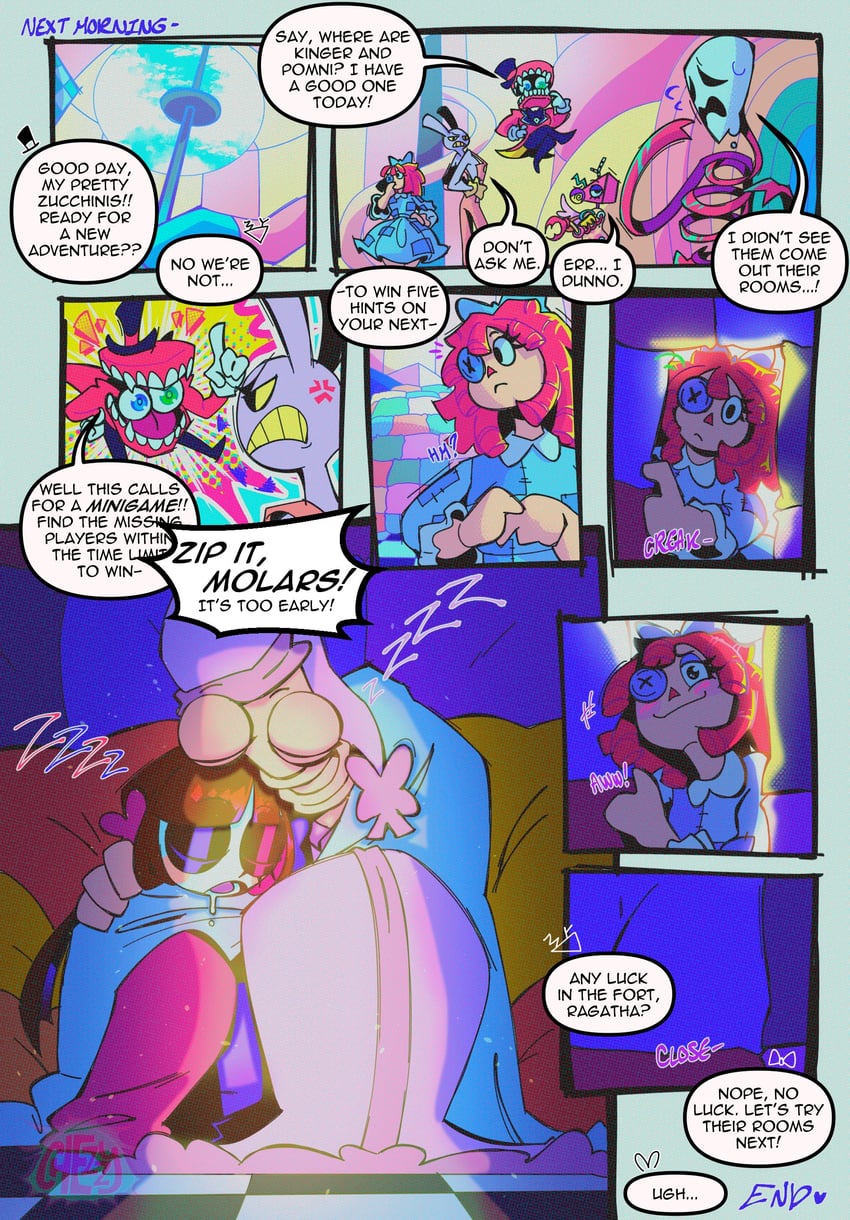 NEXT MORNING-
GOOD DAY,
MY PRETTY
ZUCCHINIS!!
READY FOR
A NEW
ADVENTURE??
NO WE'RE
NOT...
SAY, WHERE ARE
KINGER AND
POMNI? I HAVE
A GOOD ONE
TODAY!
DON'T
ASK ME.
ERR... I
DUNNO.
I DIDN'T SEE
THEM COME
OUT THEIR
ROOMS...!
WELL THIS CALLS
FOR A MINIGAME!!
FIND THE MISSING
PLAYERS WITHIN
THE TIME LIMIT
TO WIN-
-TO WIN FIVE
HINTS ON
YOUR NEXT-
HM?
CREAK-
ZIP IT,
MOLARS!
IT'S TOO EARLY!
ZZZZ
ZZZZ
AWW!
ANY LUCK
IN THE FORT,
RAGATHA?
CLOSE-
NOPE, NO
LUCK. LET'S TRY
THEIR ROOMS
NEXT!
UGH...
END